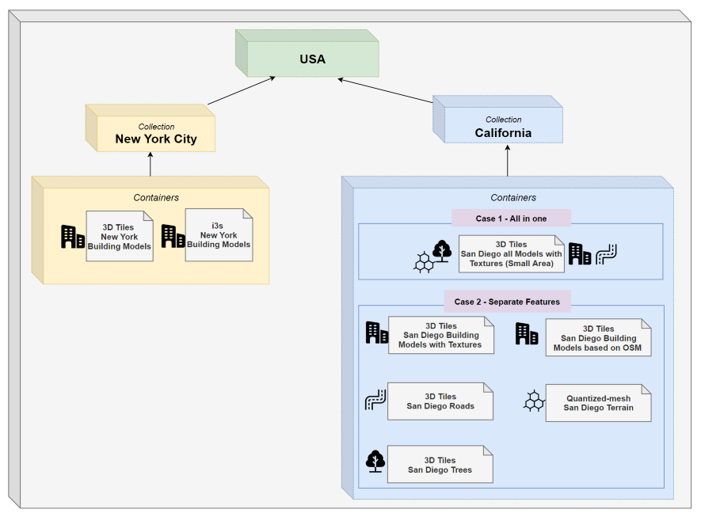 USA
Collection
New York City
Collection
California
Containers
3D Tiles
New York
Building Models
i3s
New York
Building Models
Containers
Case 1 - All in one
3D Tiles
San Diego all Models with
Textures (Small Area)
Case 2 - Separate Features
3D Tiles
San Diego Building
Models with Textures
3D Tiles
San Diego Building
Models based on OSM
3D Tiles
San Diego Roads
Quantized-mesh
San Diego Terrain
3D Tiles
San Diego Trees